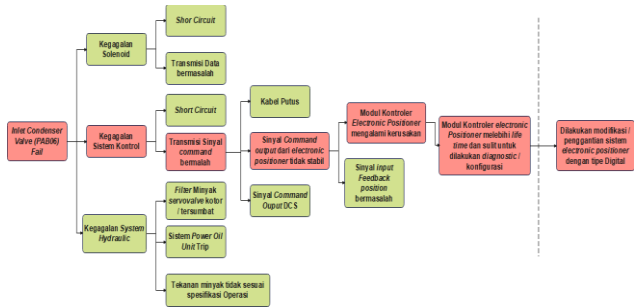 Inlet Condenser
Valve (PAB06)
Fail
Kegagalan
Solenoid
Shor Circuit
Transmisi Data
bermasalah
Kegagalan
Sistem Kontrol
Short Circuit
Transmisi Sinyal
command
bermalah
Kabel Putus
Sinyal Command
output dari electronic
positioner tidak stabil
Sinyal Command
Ouput DCS
Modul Kontroler
Electronic Positioner
mengalami kerusakan
Sinyal Input
Feedback
position
bermasalah
Modul Kontroler electronic
Positioner melebihi life
time dan sulit untuk
dilakukan diagnostic /
konfigurasi
Dilakukan modifikasi /
penggantian sistem
electronic positioner
dengan tipe Digital
Kegagalan System
Hydraulic
Filter Minyak
servovalve kotor
/ tersumbat
Sistem Power Oil
Unit Trip
Tekanan minyak tidak sesuai
spesifikasi Operasi